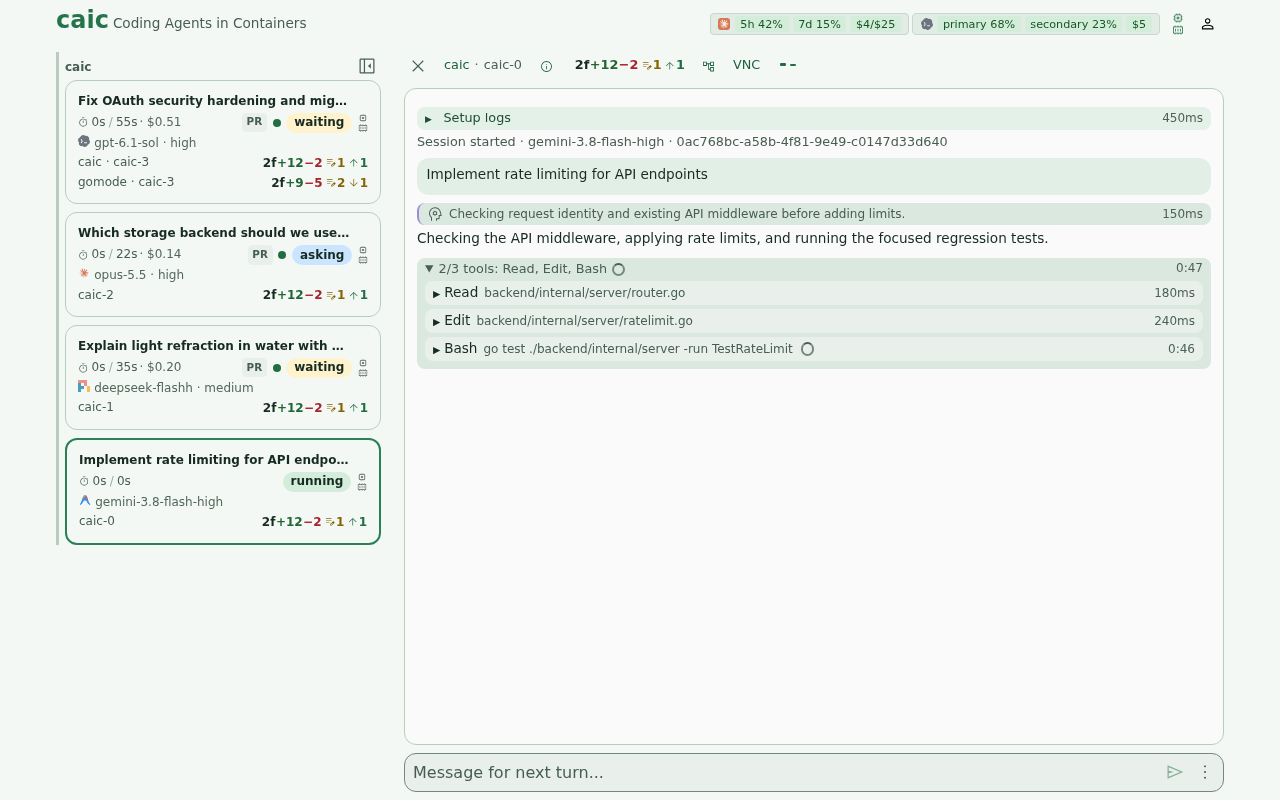 caic Coding Agents in Containers
5h 42% 7d 15% $4/$25 primary 68% secondary 23% $5
caic
Fix OAuth security hardening and mig…
0s / 55s · $0.51 PR waiting
gpt-6.1-sol · high
caic · caic-3 2f+12−2 1 ↑1
gomode · caic-3 2f+9−5 2 ↓1
Which storage backend should we use…
0s / 22s · $0.14 PR asking
opus-5.5 · high
caic-2 2f+12−2 1 ↑1
Explain light refraction in water with …
0s / 35s · $0.20 PR waiting
deepseek-flashh · medium
caic-1 2f+12−2 1 ↑1
Implement rate limiting for API endpo…
0s / 0s running
gemini-3.8-flash-high
caic-0 2f+12−2 1 ↑1
caic · caic-0 2f+12−2 1 ↑1 VNC
▶ Setup logs 450ms
Session started · gemini-3.8-flash-high · 0ac768bc-a58b-4f81-9e49-c0147d33d640
Implement rate limiting for API endpoints
Checking request identity and existing API middleware before adding limits. 150ms
Checking the API middleware, applying rate limits, and running the focused regression tests.
▼ 2/3 tools: Read, Edit, Bash 0:47
▶ Read backend/internal/server/router.go 180ms
▶ Edit backend/internal/server/ratelimit.go 240ms
▶ Bash go test ./backend/internal/server -run TestRateLimit 0:46
Message for next turn...